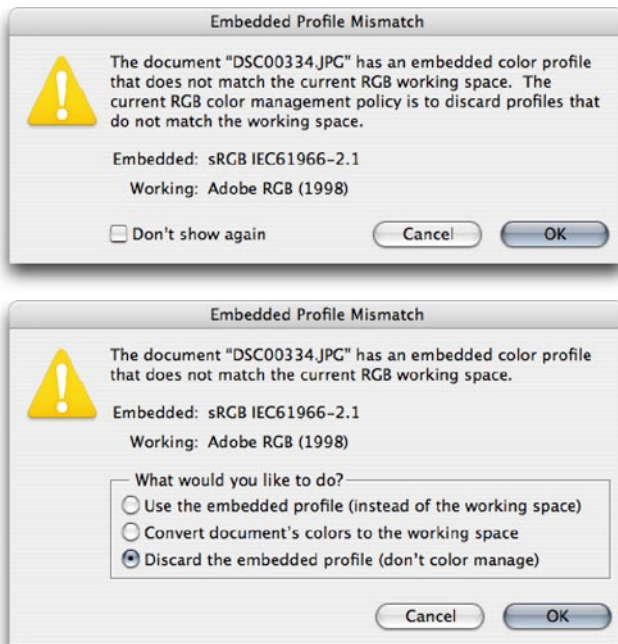 Embedded Profile Mismatch
The document “DSC00334.JPG” has an embedded color profile
that does not match the current RGB working space.  The
current RGB color management policy is to discard profiles that
do not match the working space.
Embedded: sRGB IEC61966-2.1
Working: Adobe RGB (1998)
Don't show again
Cancel
OK
Embedded Profile Mismatch
The document “DSC00334.JPG” has an embedded color profile
that does not match the current RGB working space.
Embedded: sRGB IEC61966-2.1
Working: Adobe RGB (1998)
What would you like to do?
Use the embedded profile (instead of the working space)
Convert document's colors to the working space
Discard the embedded profile (don't color manage)
Cancel
OK